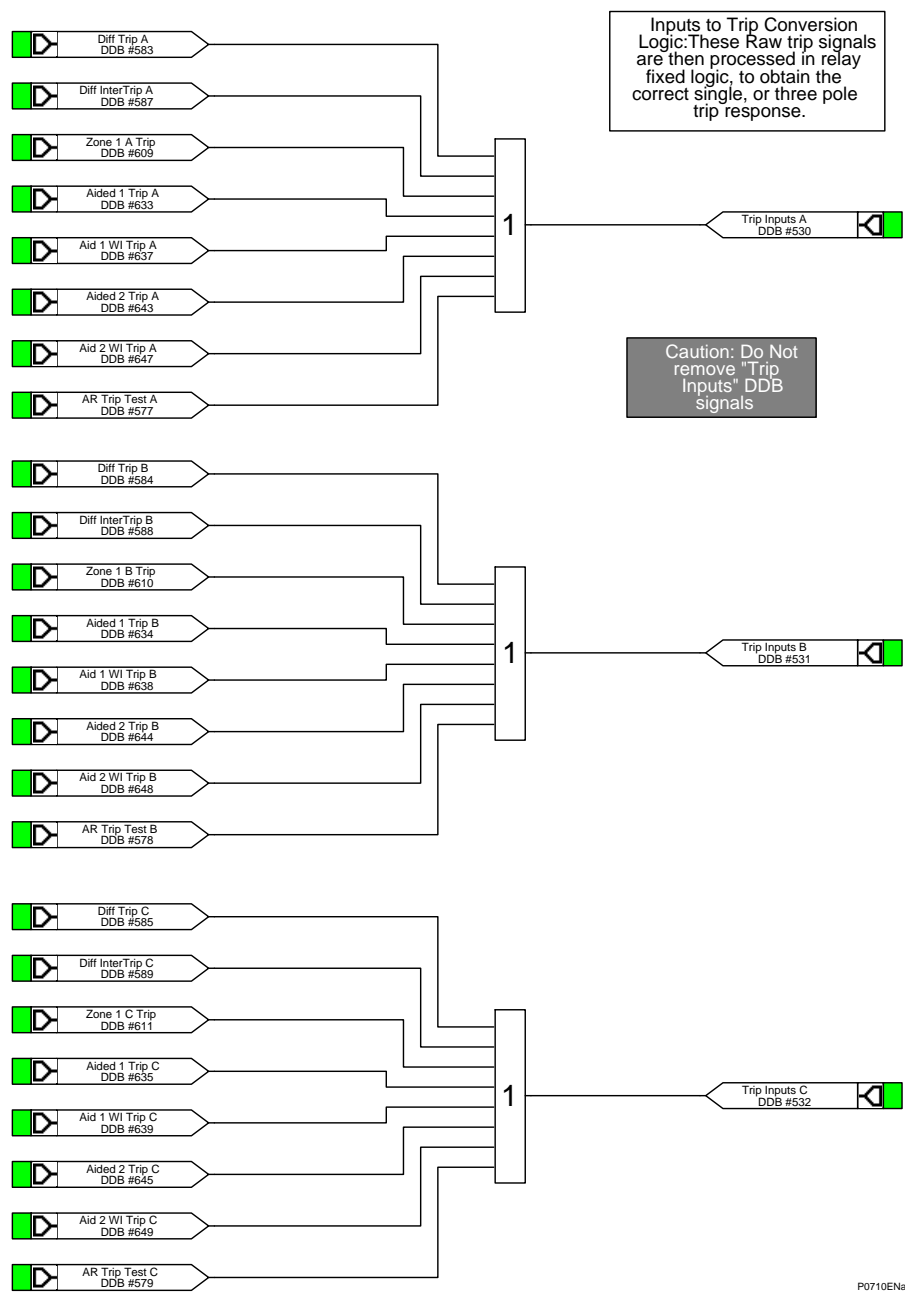 Inputs to Trip Conversion
Logic:These Raw trip signals
are then processed in relay
fixed logic, to obtain the
correct single, or three pole
trip response.
Diff Trip A
DDB #583
Diff InterTrip A
DDB #587
Zone 1 A Trip
DDB #609
Aided 1 Trip A
DDB #633
Aid 1 WI Trip A
DDB #637
Aided 2 Trip A
DDB #643
Aid 2 WI Trip A
DDB #647
AR Trip Test A
DDB #577
1
Trip Inputs A
DDB #530
Caution: Do Not
remove "Trip
Inputs" DDB
signals
Diff Trip B
DDB #584
Diff InterTrip B
DDB #588
Zone 1 B Trip
DDB #610
Aided 1 Trip B
DDB #634
Aid 1 WI Trip B
DDB #638
Aided 2 Trip B
DDB #644
Aid 2 WI Trip B
DDB #648
AR Trip Test B
DDB #578
1
Trip Inputs B
DDB #531
Diff Trip C
DDB #585
Diff InterTrip C
DDB #589
Zone 1 C Trip
DDB #611
Aided 1 Trip C
DDB #635
Aid 1 WI Trip C
DDB #639
Aided 2 Trip C
DDB #645
Aid 2 WI Trip C
DDB #649
AR Trip Test C
DDB #579
1
Trip Inputs C
DDB #532
P0710ENa